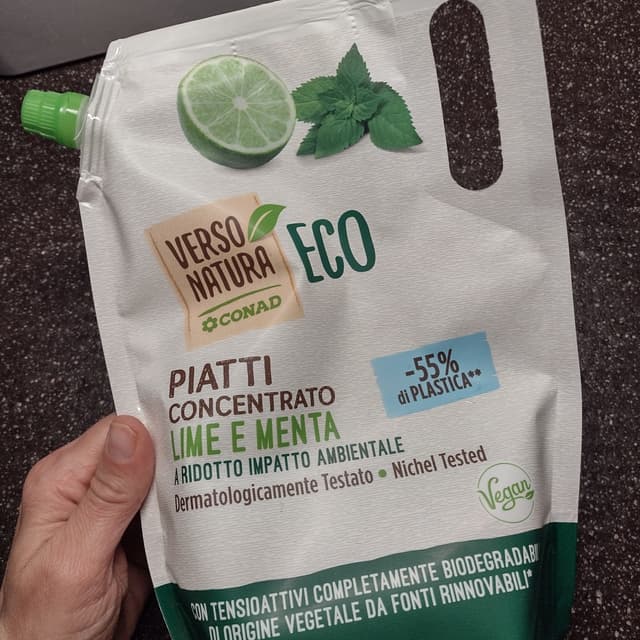 VERSO
NATURA
CONAD
ECO
PIATTI
CONCENTRATO
LIME E MENTA
A RIDOTTO IMPATTO AMBIENTALE
Dermatologicamente Testato • Nichel Tested
-55%
di PLASTICA**
Vegan
CON TENSIOATTIVI COMPLETAMENTE BIODEGRADABI
DI ORIGINE VEGETALE DA FONTI RINNOVABILI*